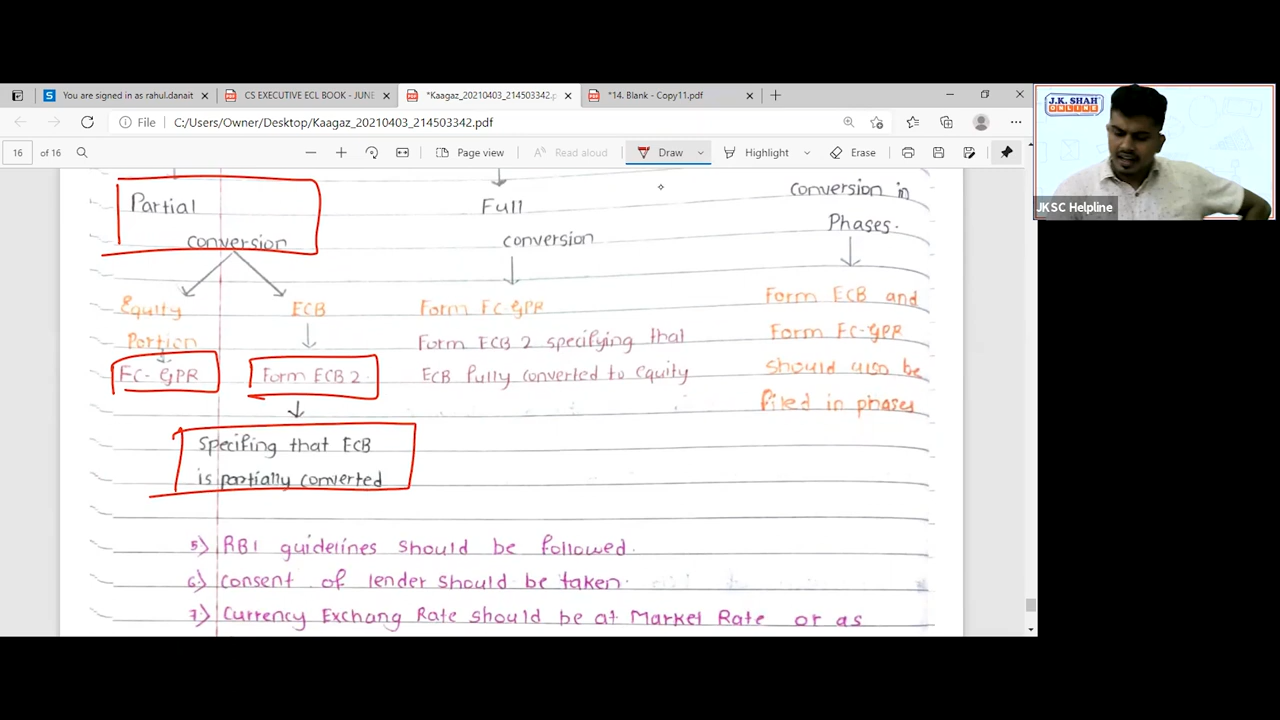 You are signed in as rahul.danait
CS EXECUTIVE ECL BOOK - JUNE
*Kaagaz_20210403_214503342.p
*14. Blank - Copy11.pdf
File
C:/Users/Owner/Desktop/Kaagaz_20210403_214503342.pdf
16 of 16
Page view
Read aloud
Draw
Highlight
Erase
J.K. SHAH
ONLINE
JKSC Helpline
Partial
conversion
Full
conversion
Conversion in
Phases.
Equity
Portion
FC-GPR
ECB
Form ECB 2
Specifing that ECB
is partially converted
Form FC-GPR
Form ECB 2 specifying that
ECB Fully converted to Equity
Form ECB and
Form FC-GPR
should also be
filed in phases
5) RBI guidelines should be followed.
6) consent of lender should be taken.
7) Currency Exchang Rate should be at Market Rate or as